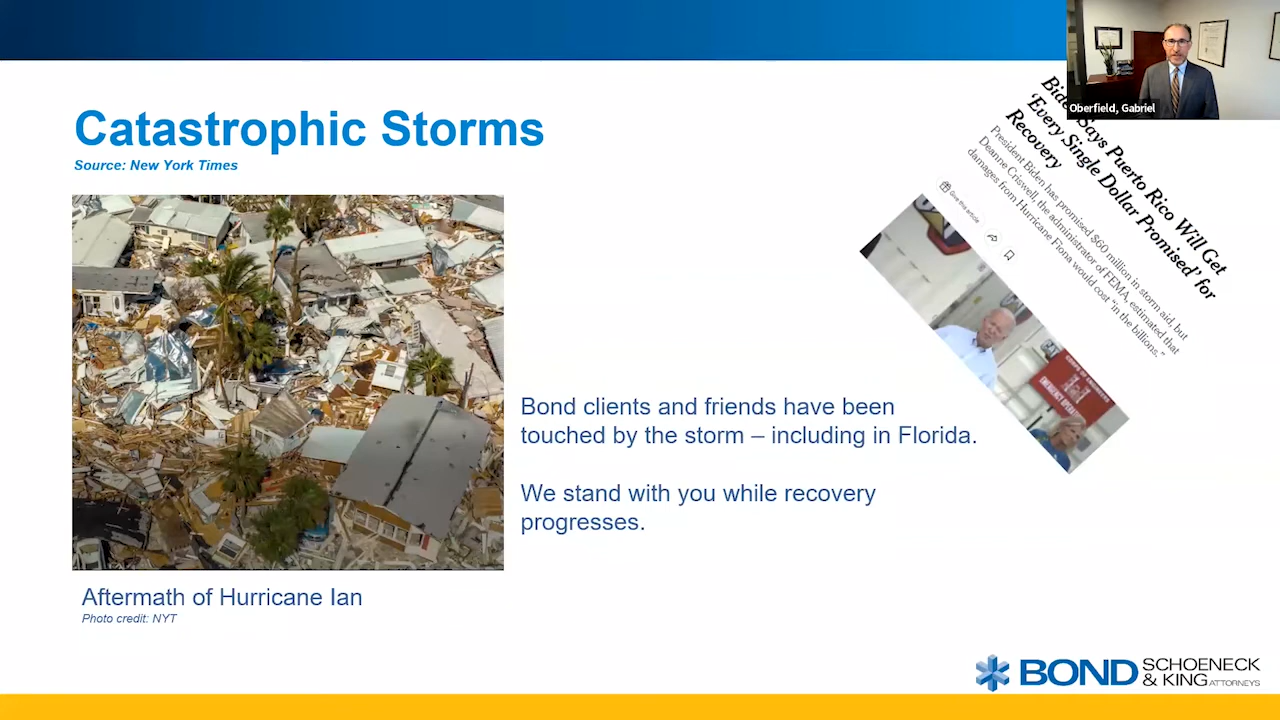 Catastrophic Storms
Source: New York Times
Oberfield, Gabriel
Says Puerto Rico Will Get
'Every Single Dollar Promised' for
Recovery
President Biden has promised $60 million in storm aid, but
Deanne Criswell, the administrator of FEMA, estimated that
damages from Hurricane Fiona would cost "in the billions."
Give this article
Bond clients and friends have been
touched by the storm – including in Florida.
We stand with you while recovery
progresses.
Aftermath of Hurricane Ian
Photo credit: NYT
BOND SCHOENECK
& KING ATTORNEYS